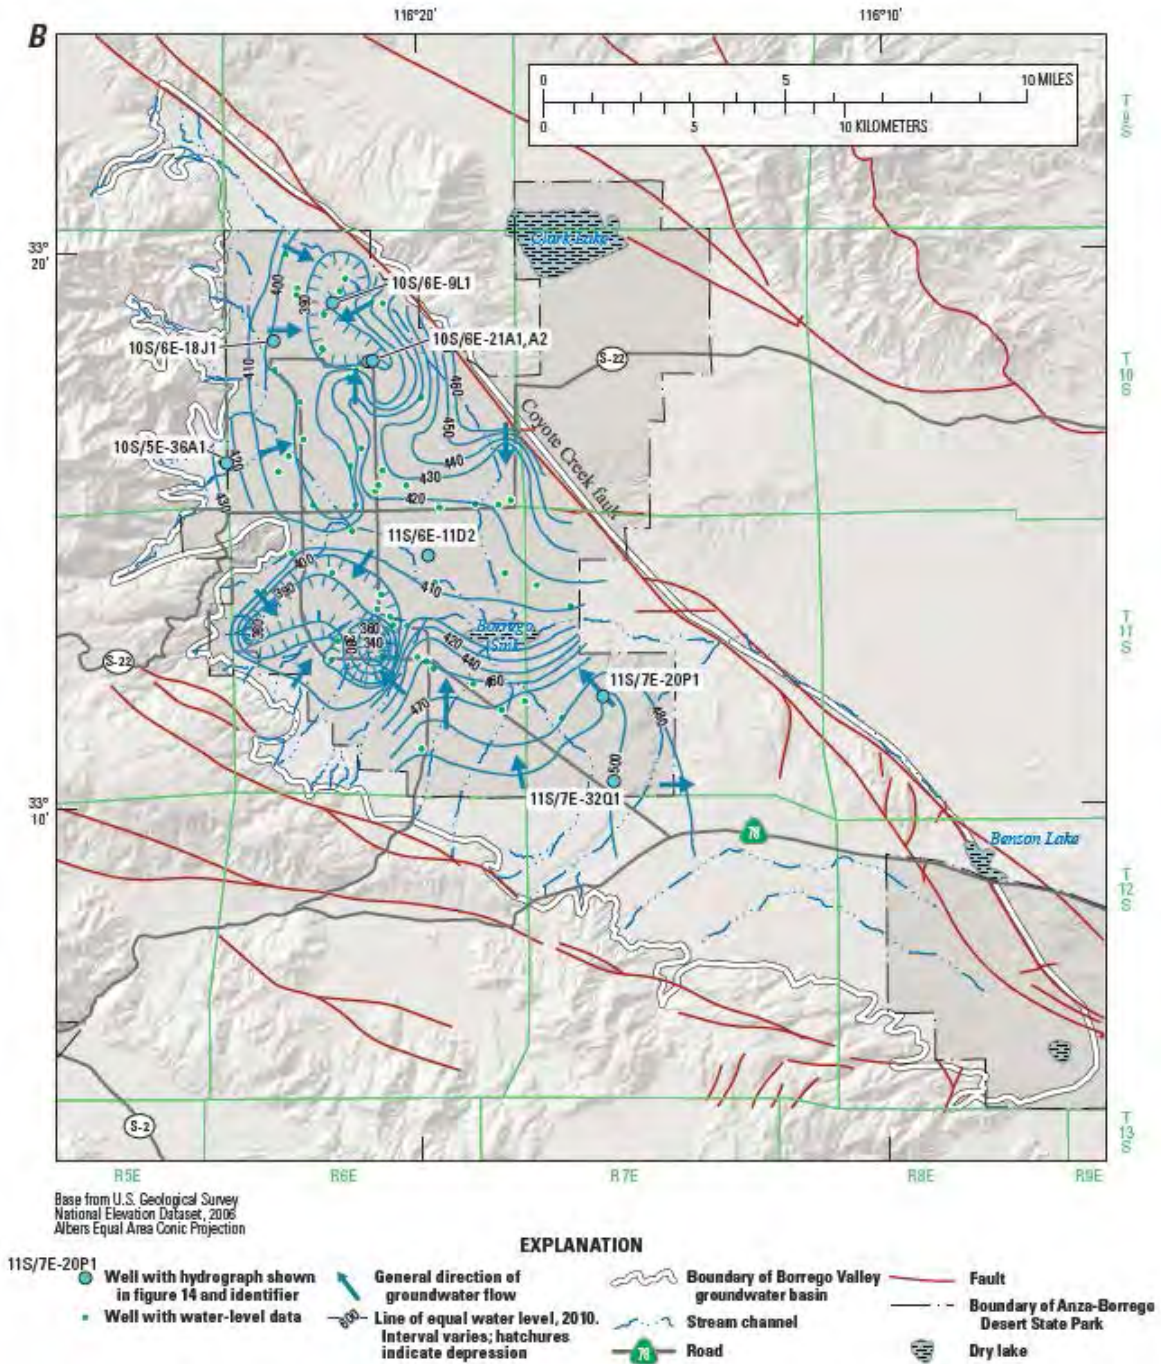 B
116°20'
116°10'
0 5 10 MILES
0 5 10 KILOMETERS
Clark Lake
33°
20'
400
390
10S/6E-9L1
10S/6E-18J1
10S/6E-21A1,A2
S-22
T
10
S
410
460
450
Coyote Creek fault
10S/5E-36A1
420
440
430
430
420
11S/6E-11D2
400
390
410
Borrego
Sink
T
11
S
360
340
420
440
460
S-22
11S/7E-20P1
470
480
500
11S/7E-32Q1
33°
10'
78
Benson Lake
T
12
S
S-2
T
13
S
R5E
R6E
R7E
R8E
R9E
Base from U.S. Geological Survey
National Elevation Dataset, 2006
Albers Equal Area Conic Projection
EXPLANATION
11S/7E-20P1
Well with hydrograph shown
in figure 14 and identifier
Well with water-level data
General direction of
groundwater flow
Line of equal water level, 2010.
Interval varies; hatchures
indicate depression
Boundary of Borrego Valley
groundwater basin
Stream channel
78
Road
Fault
Boundary of Anza-Borrego
Desert State Park
Dry lake